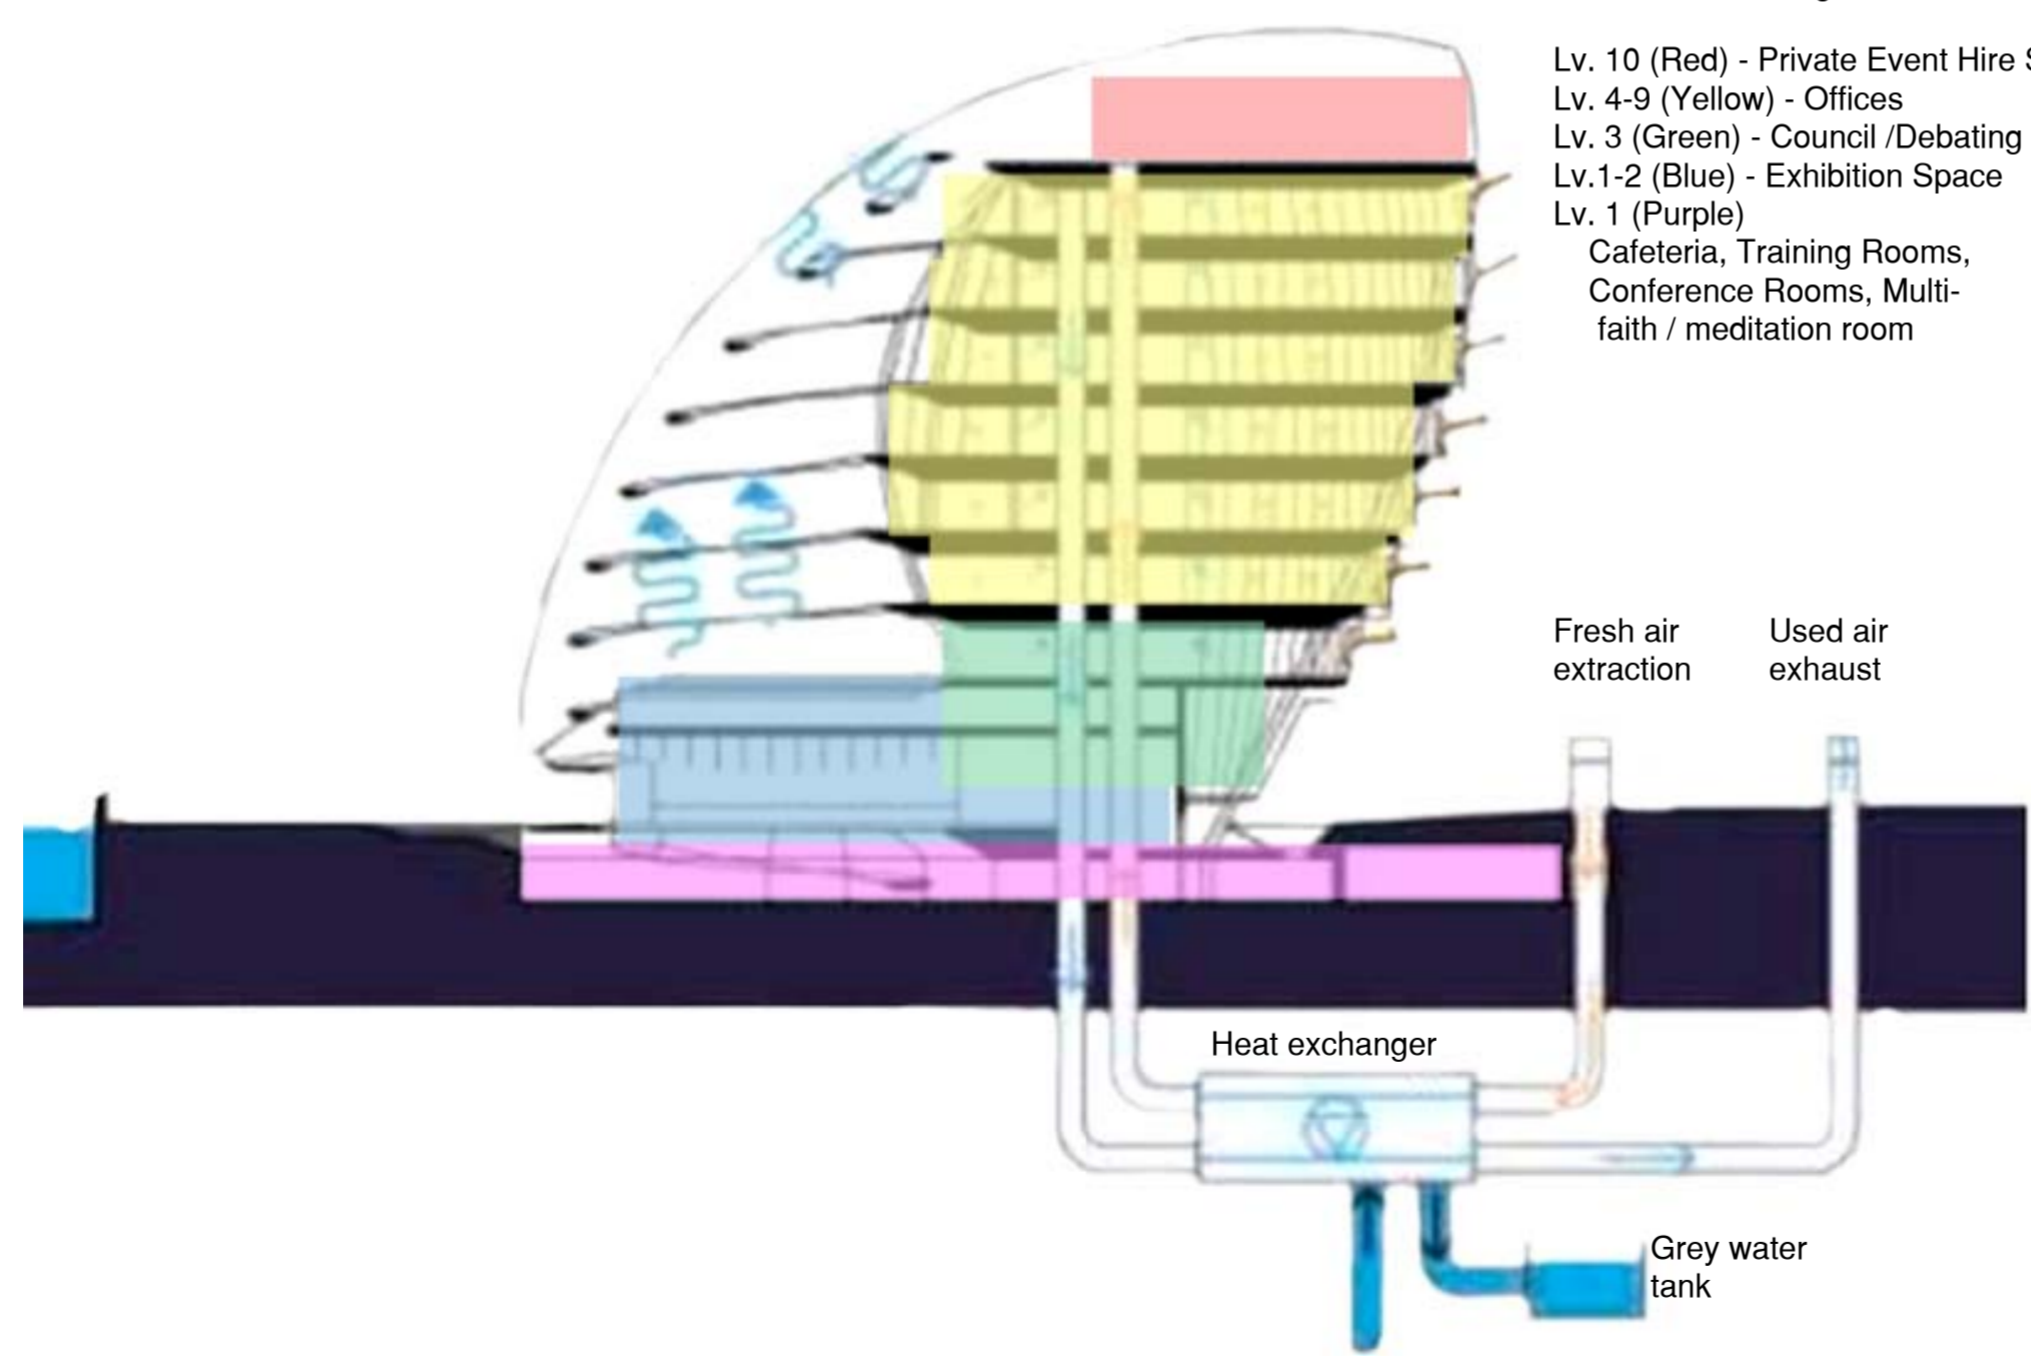 Lv. 10 (Red) - Private Event Hire
Lv. 4-9 (Yellow) - Offices
Lv. 3 (Green) - Council /Debating
Lv.1-2 (Blue) - Exhibition Space
Lv. 1 (Purple)
Cafeteria, Training Rooms,
Conference Rooms, Multi-
faith / meditation room
Fresh air
extraction
Used air
exhaust
Heat exchanger
Grey water
tank